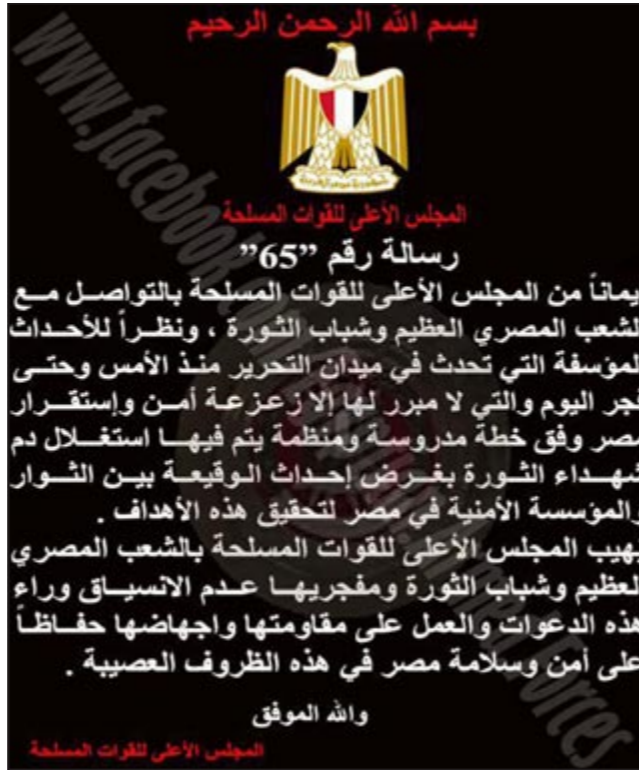 بسم الله الرحمن الرحيم
المجلس الأعلى للقوات المسلحة
رسالة رقم ”65“
يماناً من المجلس الأعلى للقوات المسلحة بالتواصل مع
لشعب المصري العظيم وشباب الثورة ، ونظراً للأحداث
لمؤسفة التي تحدث في ميدان التحرير منذ الأمس وحتى
جر اليوم والتي لا مبرر لها إلا زعزعة أمن وإستقرار
صر وفق خطة مدروسة ومنظمة يتم فيها استغلال دم
شهداء الثورة بغرض إحداث الوقيعة بين الثوار
والمؤسسة الأمنية في مصر لتحقيق هذه الأهداف .
يهيب المجلس الأعلى للقوات المسلحة بالشعب المصري
لعظيم وشباب الثورة ومفجريها عدم الانسياق وراء
هذه الدعوات والعمل على مقاومتها واجهاضها حفاظاً
على أمن وسلامة مصر في هذه الظروف العصيبة .
والله الموفق
المجلس الأعلى للقوات المسلحة